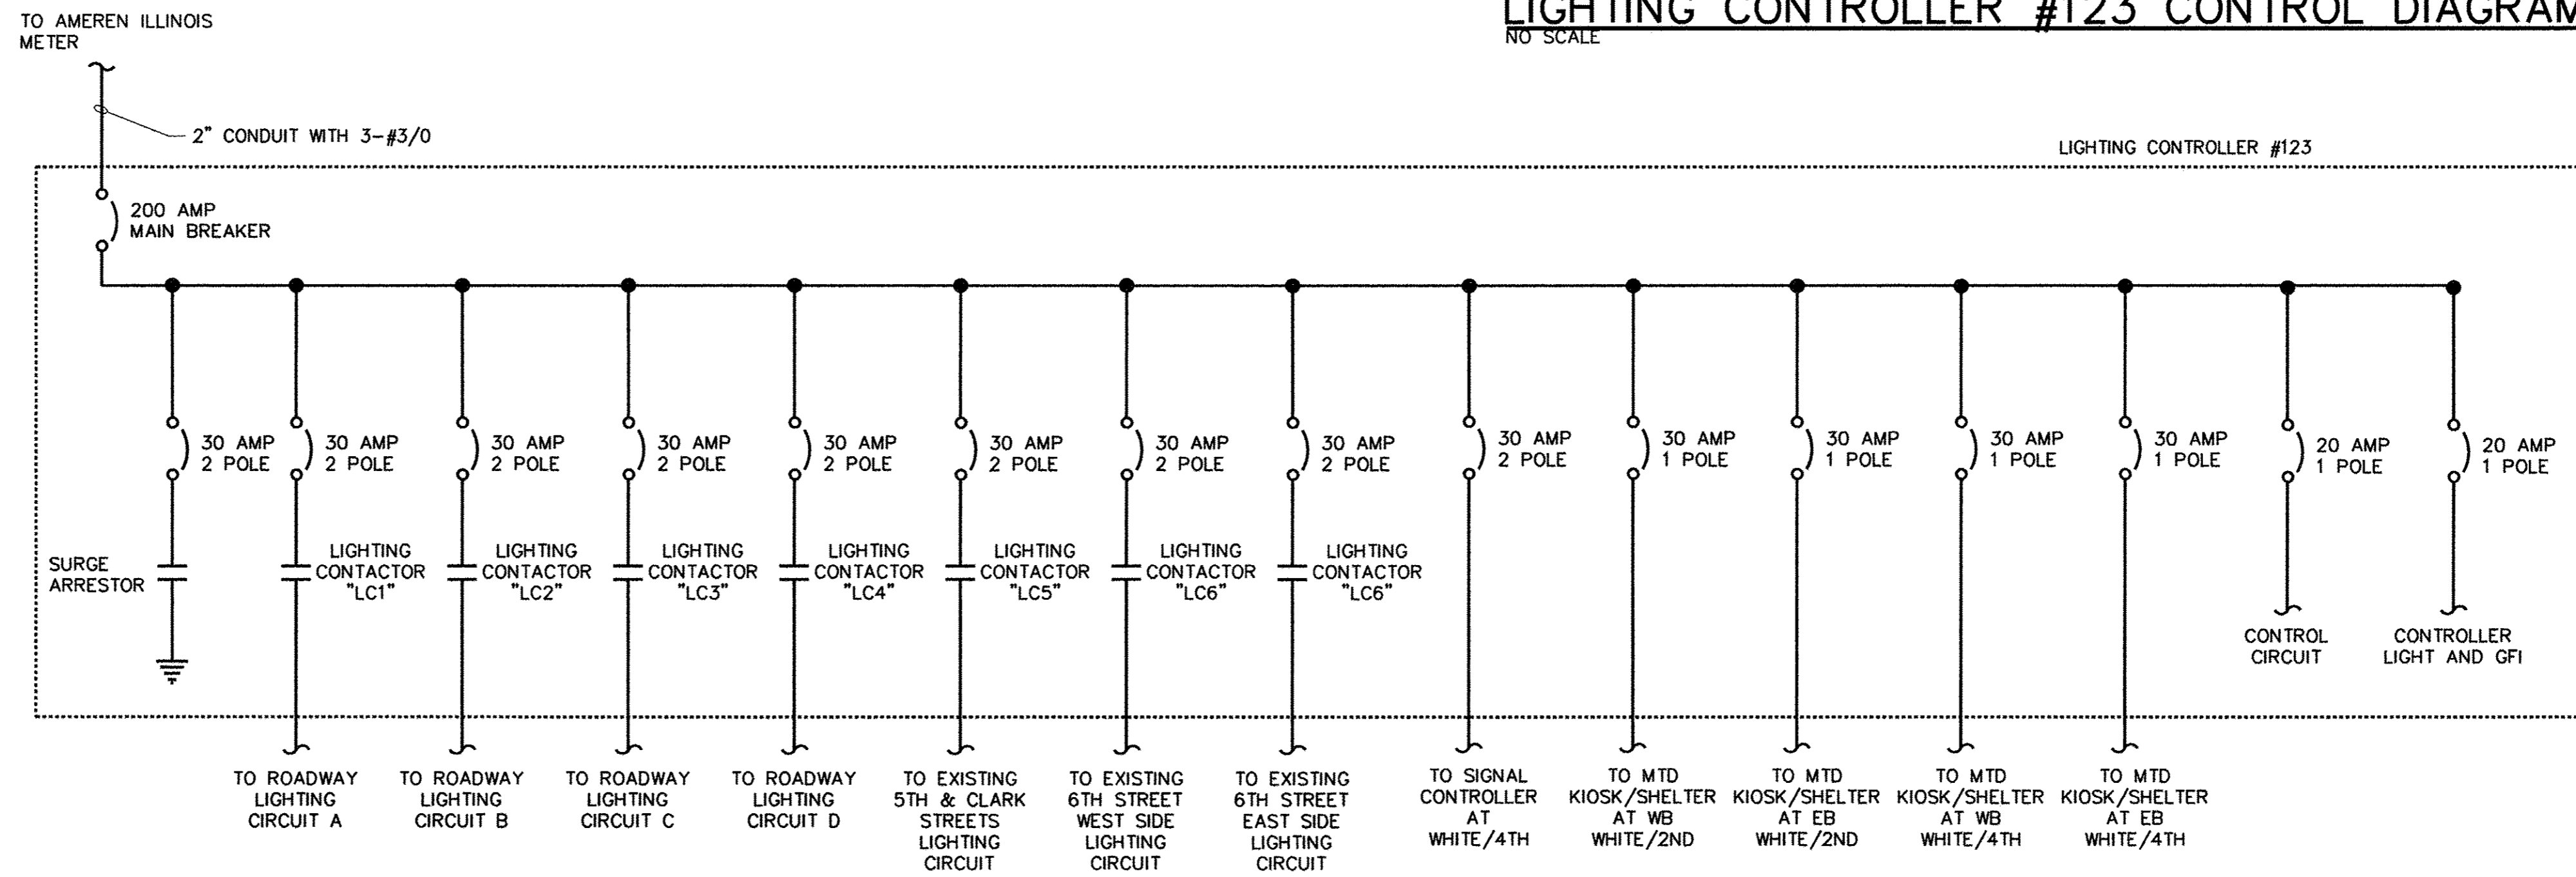 TO AMEREN ILLINOIS
METER
LIGHTING CONTROLLER #123 CONTROL DIAGRAM
NO SCALE
2" CONDUIT WITH 3-#3/0
LIGHTING CONTROLLER #123
200 AMP
MAIN BREAKER
30 AMP
2 POLE
30 AMP
2 POLE
30 AMP
2 POLE
30 AMP
2 POLE
30 AMP
2 POLE
30 AMP
2 POLE
30 AMP
2 POLE
30 AMP
2 POLE
30 AMP
2 POLE
30 AMP
1 POLE
30 AMP
1 POLE
30 AMP
1 POLE
30 AMP
1 POLE
20 AMP
1 POLE
20 AMP
1 POLE
SURGE
ARRESTOR
LIGHTING
CONTACTOR
"LC1"
LIGHTING
CONTACTOR
"LC2"
LIGHTING
CONTACTOR
"LC3"
LIGHTING
CONTACTOR
"LC4"
LIGHTING
CONTACTOR
"LC5"
LIGHTING
CONTACTOR
"LC6"
LIGHTING
CONTACTOR
"LC6"
CONTROL
CIRCUIT
CONTROLLER
LIGHT AND GFI
TO ROADWAY
LIGHTING
CIRCUIT A
TO ROADWAY
LIGHTING
CIRCUIT B
TO ROADWAY
LIGHTING
CIRCUIT C
TO ROADWAY
LIGHTING
CIRCUIT D
TO EXISTING
5TH & CLARK
STREETS
LIGHTING
CIRCUIT
TO EXISTING
6TH STREET
WEST SIDE
LIGHTING
CIRCUIT
TO EXISTING
6TH STREET
EAST SIDE
LIGHTING
CIRCUIT
TO SIGNAL
CONTROLLER
AT
WHITE/4TH
TO MTD
KIOSK/SHELTER
AT WB
WHITE/2ND
TO MTD
KIOSK/SHELTER
AT EB
WHITE/2ND
TO MTD
KIOSK/SHELTER
AT WB
WHITE/4TH
TO MTD
KIOSK/SHELTER
AT EB
WHITE/4TH